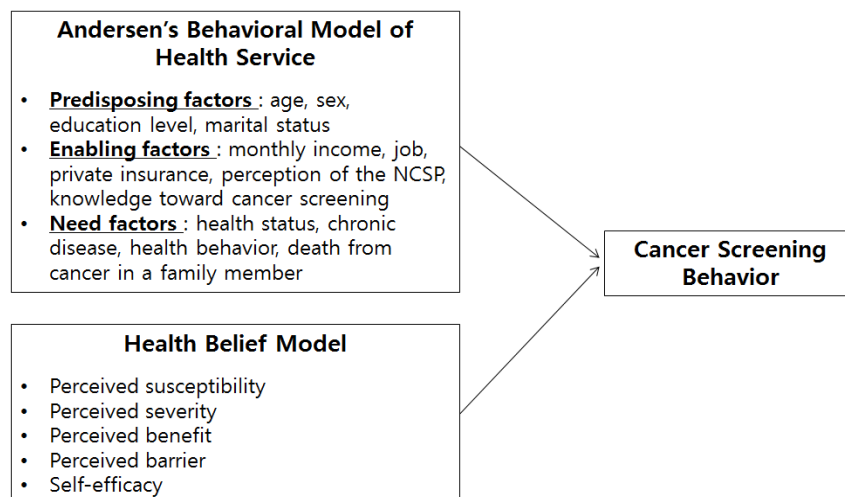 Andersen's Behavioral Model of
Health Service
• Predisposing factors : age, sex,
education level, marital status
• Enabling factors : monthly income, job,
private insurance, perception of the NCSP,
knowledge toward cancer screening
• Need factors : health status, chronic
disease, health behavior, death from
cancer in a family member
Cancer Screening
Behavior
Health Belief Model
• Perceived susceptibility
• Perceived severity
• Perceived benefit
• Perceived barrier
• Self-efficacy